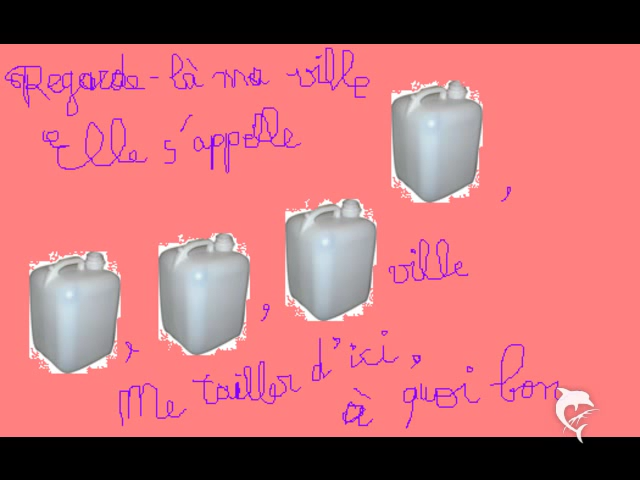 Regarde-là ma ville
Elle s'appelle ,
, , ville
Me tailler d'ici,
à quoi bon